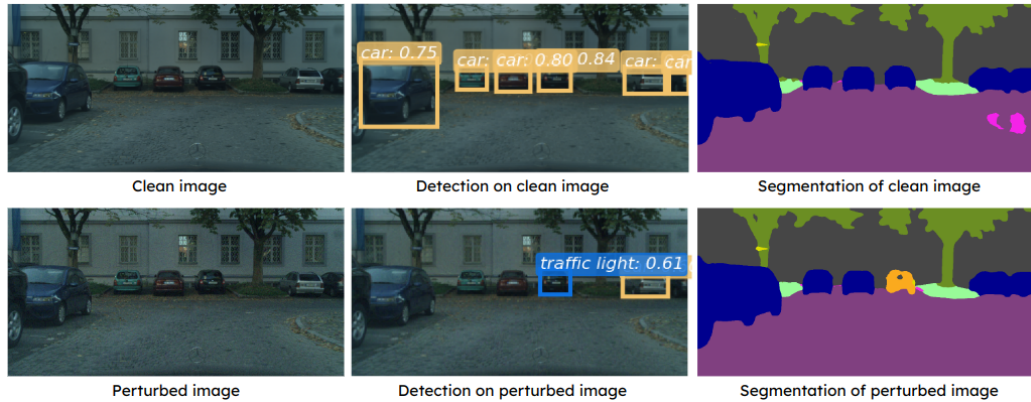 car: 0.75
car:
car: 0.80
0.84
car:
car
Clean image
Detection on clean image
Segmentation of clean image
traffic light: 0.61
Perturbed image
Detection on perturbed image
Segmentation of perturbed image